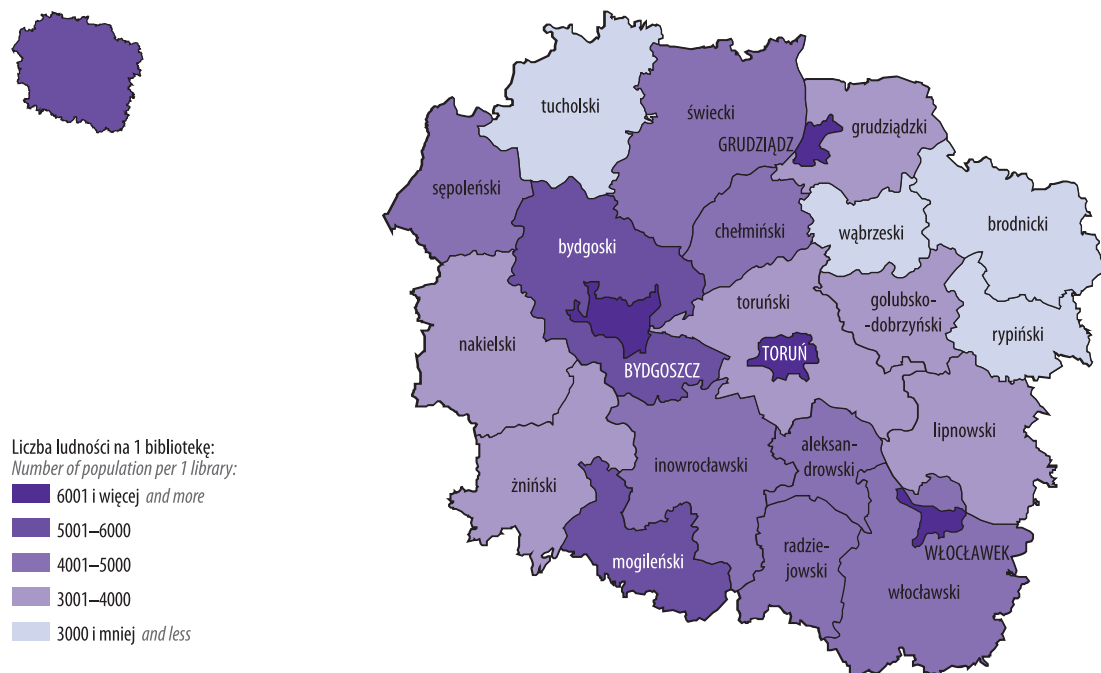 tucholski
świecki
GRUDZIĄDZ
grudziądzki
sępoleński
brodnicki
chełmiński
wąbrzeski
bydgoski
toruński
golubsko-
-dobrzyński
rypiński
nakielski
TORUŃ
BYDGOSZCZ
lipnowski
aleksan-
drowski
inowrocławski
żniński
radzie-
jowski
WŁOCŁAWEK
mogileński
włocławski
Liczba ludności na 1 bibliotekę:
Number of population per 1 library:
6001 i więcej and more
5001–6000
4001–5000
3001–4000
3000 i mniej and less